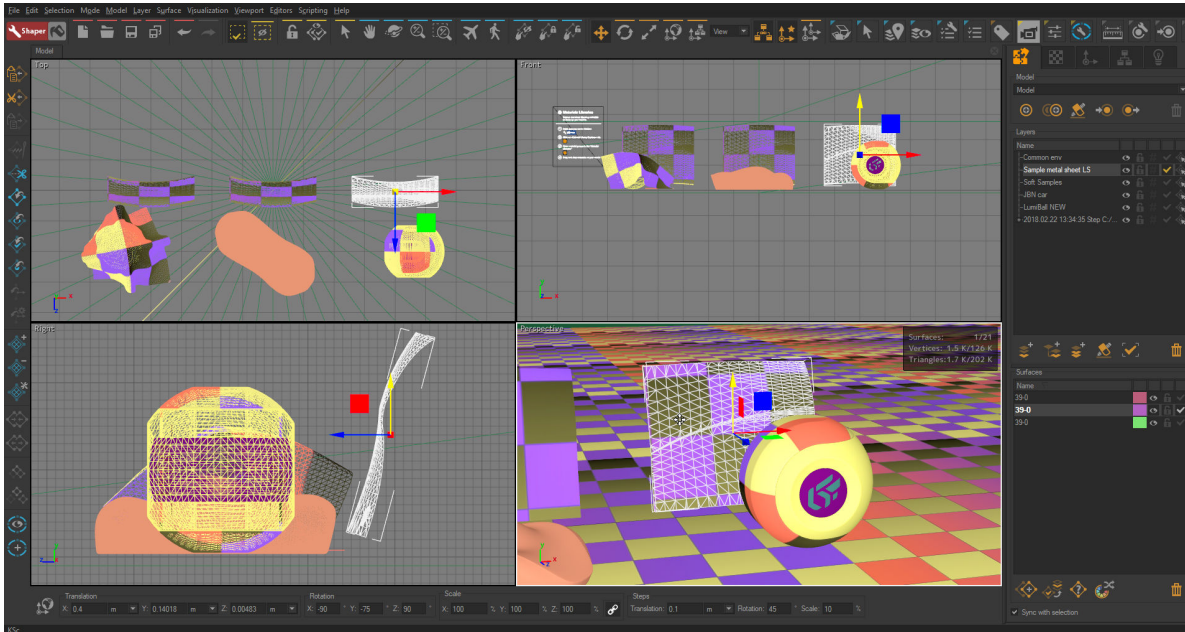 File Edit Selection Mode Model Layer Surface Visualization Viewport Editors Scripting Help
Shaper
View
Model
Top
Front
Materials Libraries
Right
Perspective
Surfaces: 1/21
Vertices: 1.5 K/126 K
Triangles: 1.7 K/202 K
Model
Model
Layers
Name
Common env
Sample metal sheet LS
Soft Samples
JBN car
LumiBall NEW
2018.02.22 13:34:35 Step C:/...
Surfaces
Name
39-0
39-0
39-0
Sync with selection
Translation
X: 0.4 m Y: 0.14018 m Z: 0.00483 m
Rotation
X: -90 ° Y: -75 ° Z: 90 °
Scale
X: 100 % Y: 100 % Z: 100 %
Steps
Translation: 0.1 m Rotation: 45 ° Scale: 10 %